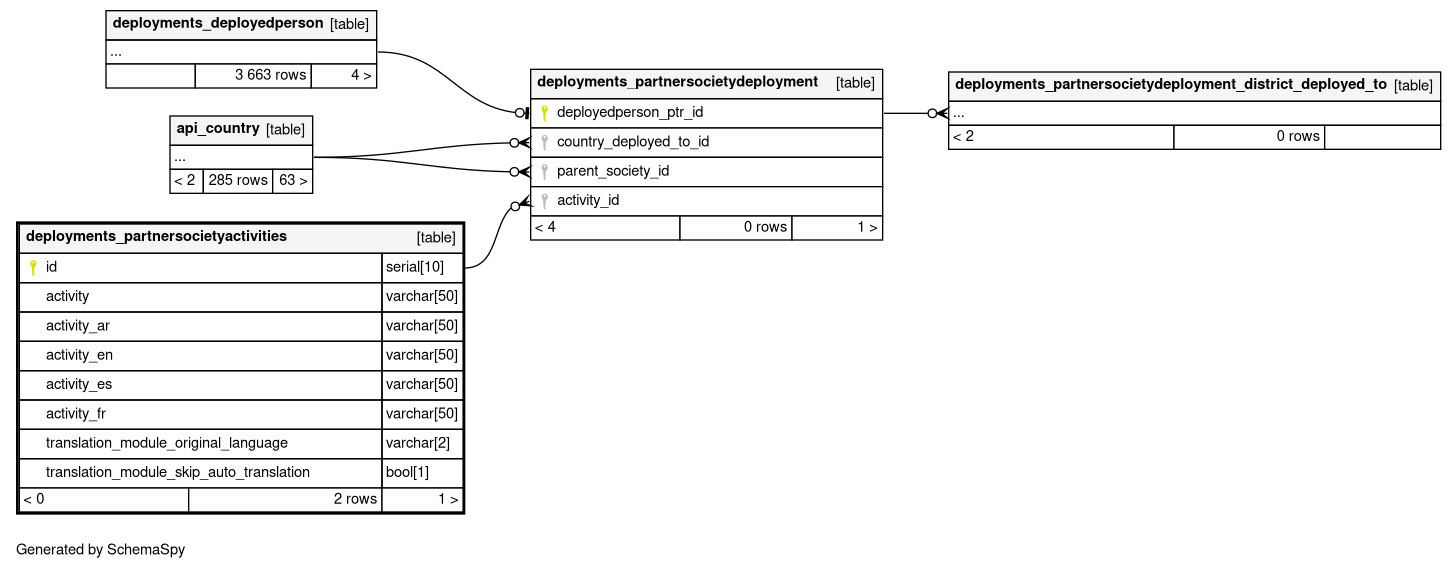 deployments_deployedperson [table]
...
3 663 rows 4 >
api_country [table]
...
< 2 285 rows 63 >
deployments_partnersocietyactivities [table]
id serial[10]
activity varchar[50]
activity_ar varchar[50]
activity_en varchar[50]
activity_es varchar[50]
activity_fr varchar[50]
translation_module_original_language varchar[2]
translation_module_skip_auto_translation bool[1]
< 0 2 rows 1 >
deployments_partnersocietydeployment [table]
deployedperson_ptr_id
country_deployed_to_id
parent_society_id
activity_id
< 4 0 rows 1 >
deployments_partnersocietydeployment_district_deployed_to [table]
...
< 2 0 rows
Generated by SchemaSpy